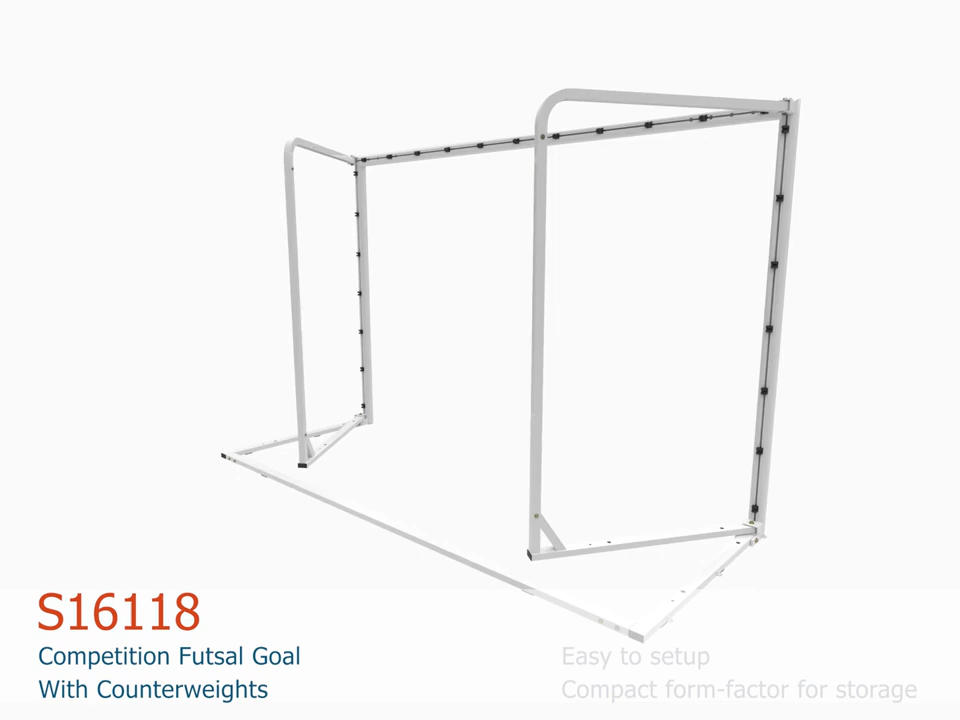 S16118
Competition Futsal Goal
With Counterweights
Easy to setup
Compact form-factor for storage